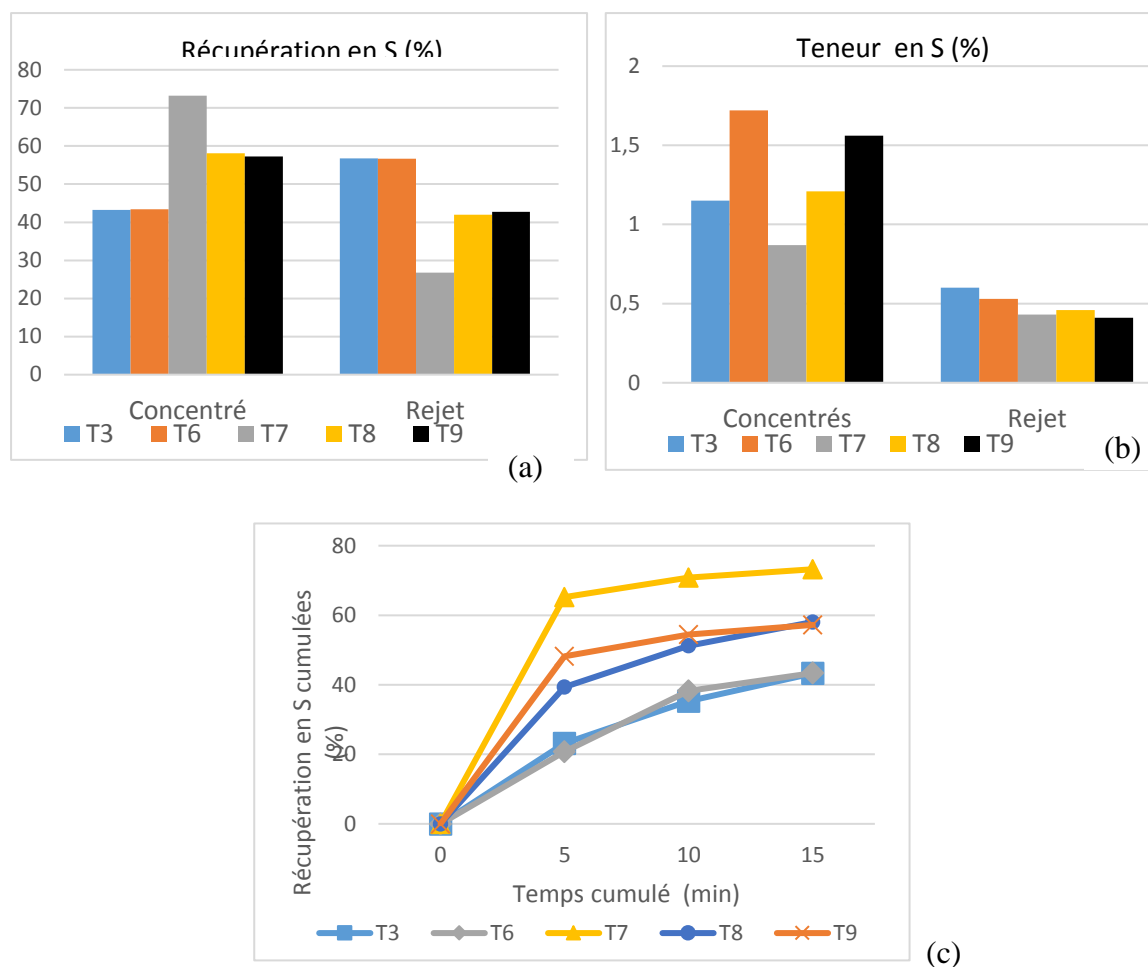 Récupération en S (%)
80
70
60
50
40
30
20
10
0
Concentré Rejet
T3 T6 T7 T8 T9
(a)
Teneur en S (%)
2
1,5
1
0,5
0
Concentrés Rejet
T3 T6 T7 T8 T9
(b)
Récupération en S cumulées
(%)
80
60
40
20
0
0 5 10 15
Temps cumulé (min)
T3 T6 T7 T8 T9
(c)